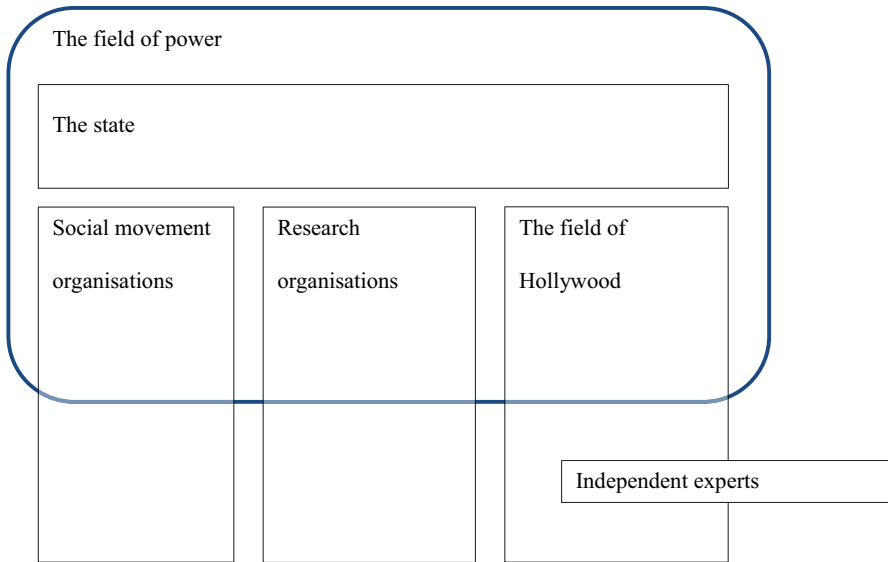 The field of power
The state
Social movement
organisations
Research
organisations
The field of
Hollywood
Independent experts